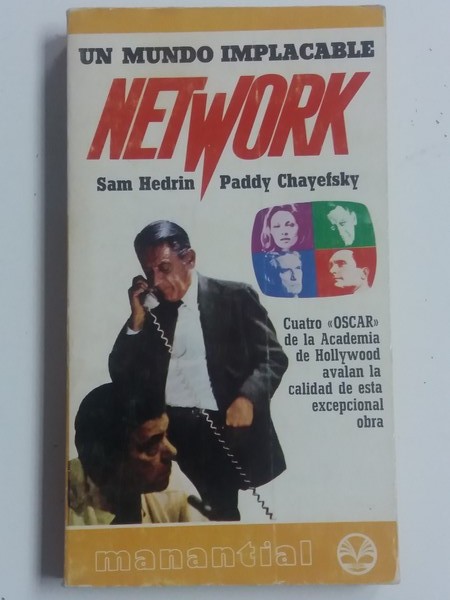 UN MUNDO IMPLACABLE
NETWORK
Sam Hedrin Paddy Chayefsky
Cuatro «OSCAR»
de la Academia
de Hollywood
avalan la
calidad de esta
excepcional
obra
manantial